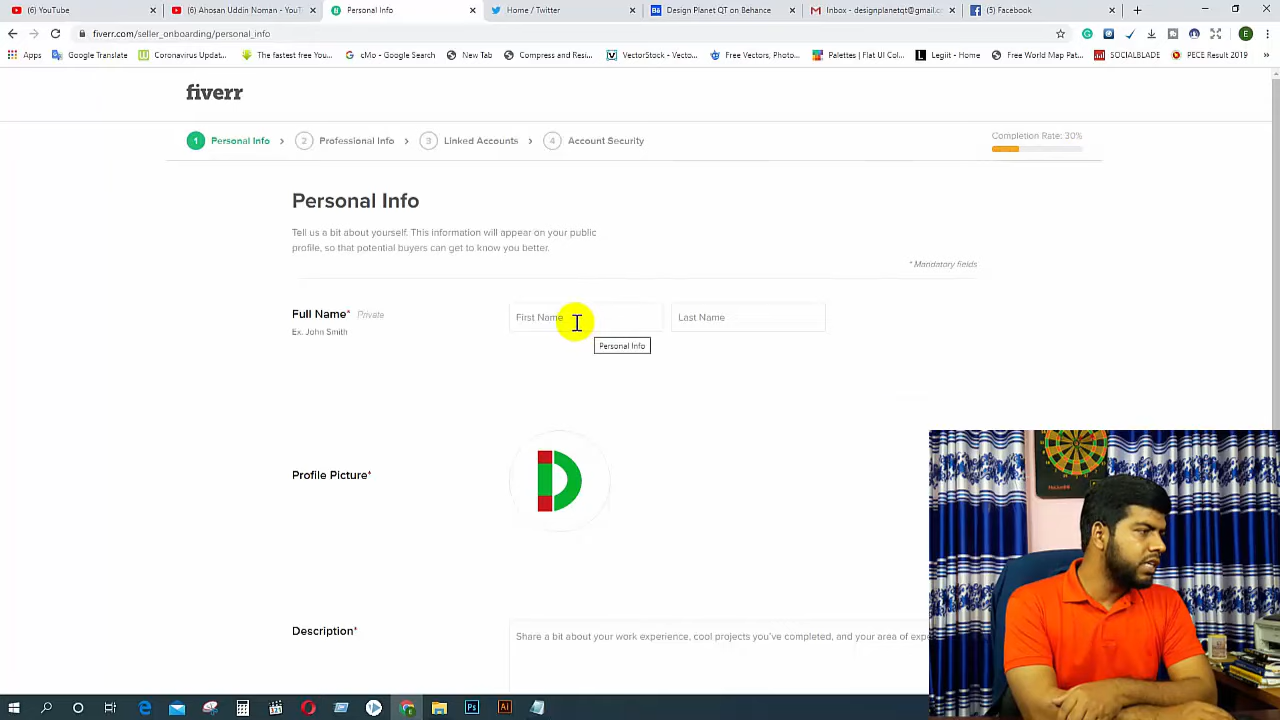 (6) YouTube
(6) Ahosan Uddin Noman - YouT
Personal Info
Home / Twitter
Design Planet QT on Behance
Inbox - designplanetqt@gmail.c
(5) Facebook
fiverr.com/seller_onboarding/personal_info
Apps
Google Translate
Coronavirus Updat...
cMo - Google Search
New Tab
Compress and Resi...
VectorStock - Vecto...
Free Vectors, Photo...
Palettes | Flat UI Col...
Legiit - Home
Free World Map Pat...
SOCIALBLADE
PECE Result 2019
fiverr
1 Personal Info
2 Professional Info
3 Linked Accounts
4 Account Security
Completion Rate: 30%
Personal Info
Tell us a bit about yourself. This information will appear on your public
profile, so that potential buyers can get to know you better.
* Mandatory fields
Full Name* Private
Ex. John Smith
First Name
Last Name
Personal Info
Profile Picture*
D
Description*
Share a bit about your work experience, cool projects you've completed, and your area of expe